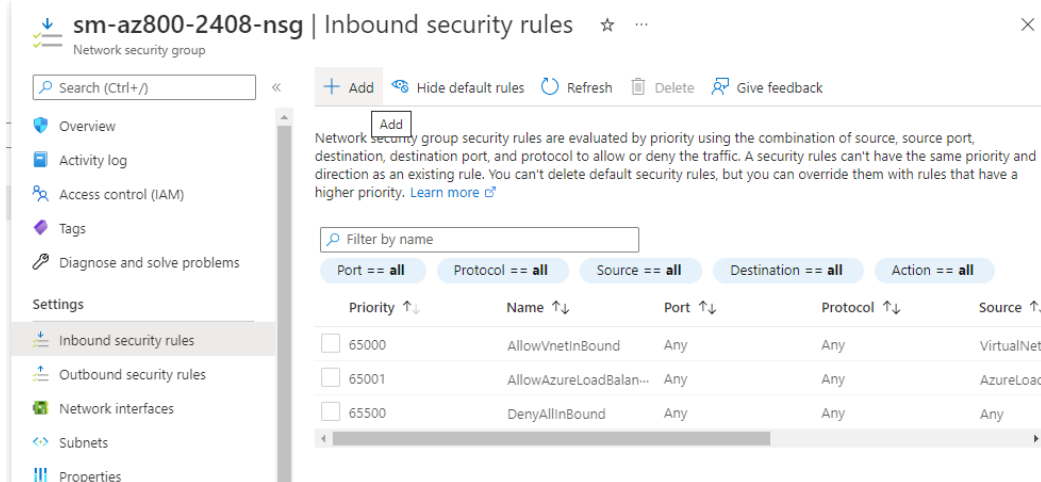 sm-az800-2408-nsg | Inbound security rules
Network security group
Search (Ctrl+/)
Overview
Activity log
Access control (IAM)
Tags
Diagnose and solve problems
Settings
Inbound security rules
Outbound security rules
Network interfaces
Subnets
Properties
Add Hide default rules Refresh Delete Give feedback
Add
Network security group security rules are evaluated by priority using the combination of source, source port,
destination, destination port, and protocol to allow or deny the traffic. A security rules can't have the same priority and
direction as an existing rule. You can't delete default security rules, but you can override them with rules that have a
higher priority. Learn more
Filter by name
Port == all Protocol == all Source == all Destination == all Action == all
Priority Name Port Protocol Source
65000 AllowVnetInBound Any Any VirtualNet
65001 AllowAzureLoadBalan... Any Any AzureLoad
65500 DenyAllInBound Any Any Any